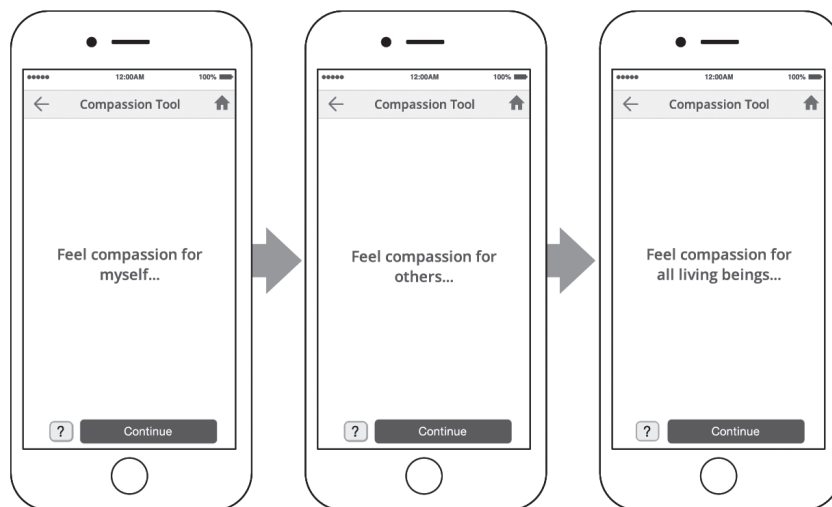 12:00AM 100%
Compassion Tool
Feel compassion for
myself...
? Continue
12:00AM 100%
Compassion Tool
Feel compassion for
others...
? Continue
12:00AM 100%
Compassion Tool
Feel compassion for
all living beings...
? Continue